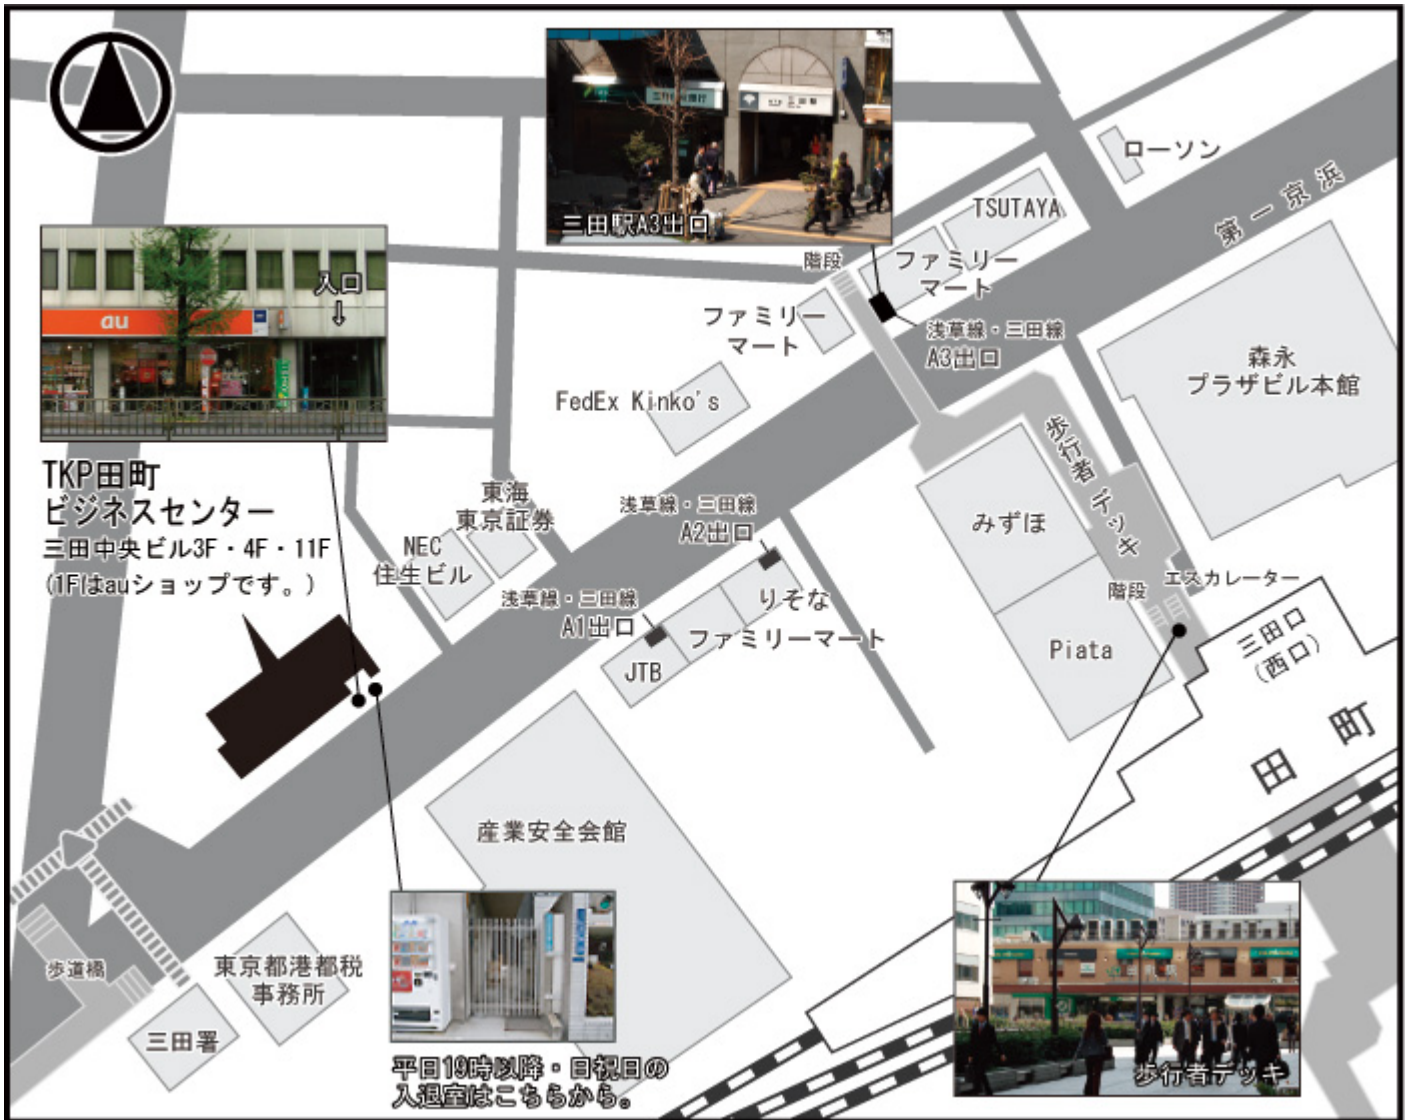 ローソン
TSUTAYA
第一京浜
三田駅A3出口
階段
ファミリー
マート
ファミリー
マート
浅草線・三田線
A3出口
入口
↓
au
森永
プラザビル本館
FedEx Kinko's
歩行者デッキ
TKP田町
ビジネスセンター
三田中央ビル3F・4F・11F
(1Fはauショップです。)
東海
東京証券
NEC
住生ビル
浅草線・三田線
A2出口
みずほ
エスカレーター
階段
浅草線・三田線
A1出口
りそな
ファミリーマート
JTB
Piata
三田口
(西口)
田町
産業安全会館
歩道橋
東京都港都税
事務所
三田署
平日19時以降・日祝日の
入退室はこちらから。
歩行者デッキ